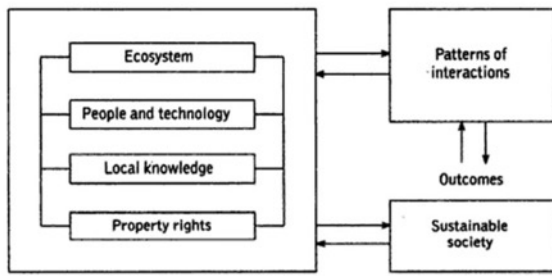 Ecosystem
People and technology
Local knowledge
Property rights
Patterns of
interactions
Outcomes
Sustainable
society